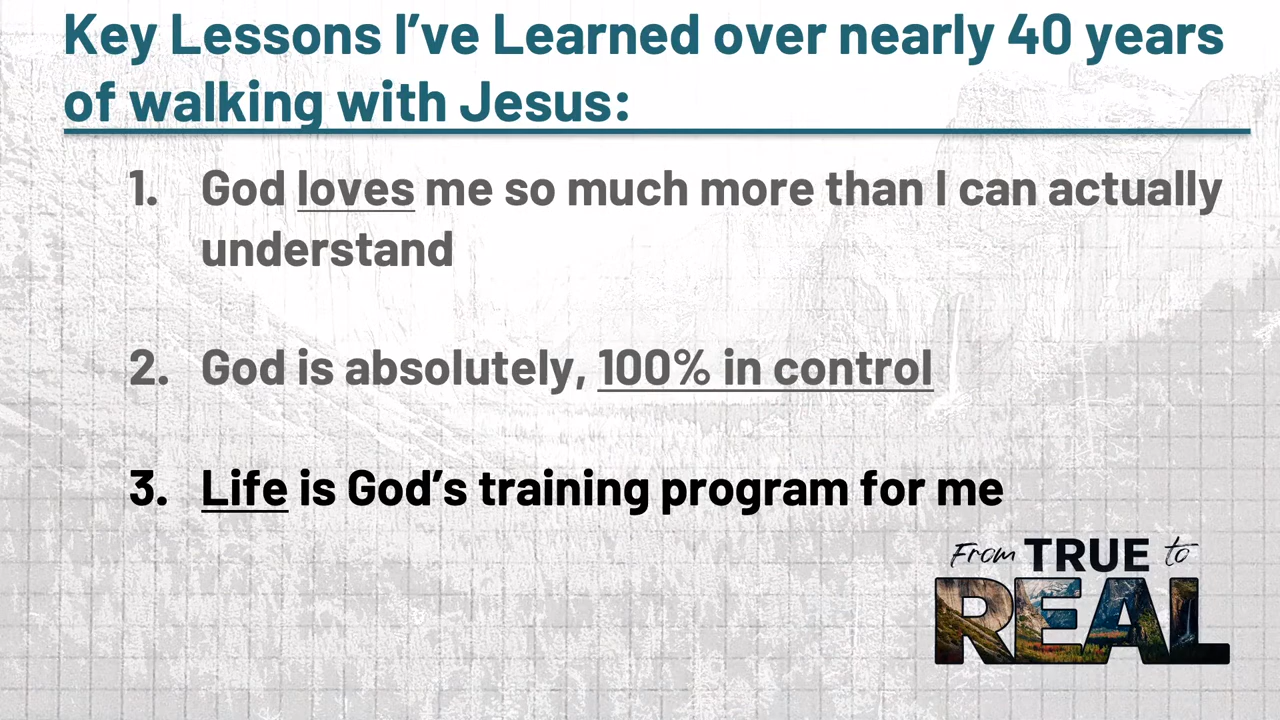 Key Lessons I’ve Learned over nearly 40 years
of walking with Jesus:
1. God loves me so much more than I can actually
understand
2. God is absolutely, 100% in control
3. Life is God’s training program for me
From TRUE to
REAL